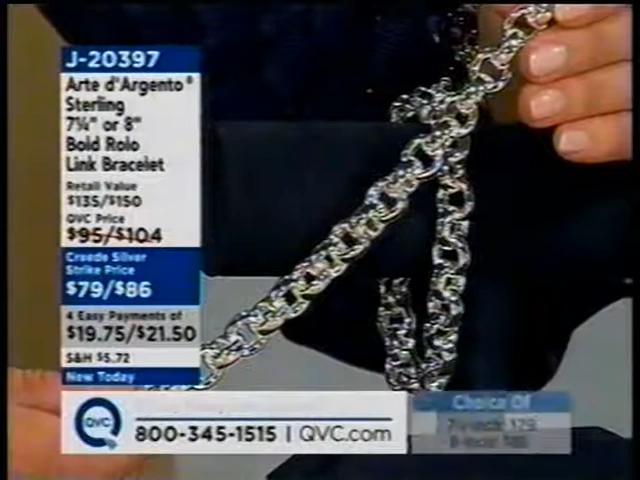 J-20397
Arte d'Argento®
Sterling
7¼" or 8"
Bold Rolo
Link Bracelet
Retail Value
$135/$150
QVC Price
$95/$104
Creede Silver
Strike Price
$79/$86
4 Easy Payments of
$19.75/$21.50
S&H $5.72
New Today
QVC
800-345-1515 | QVC.com
Choice Of